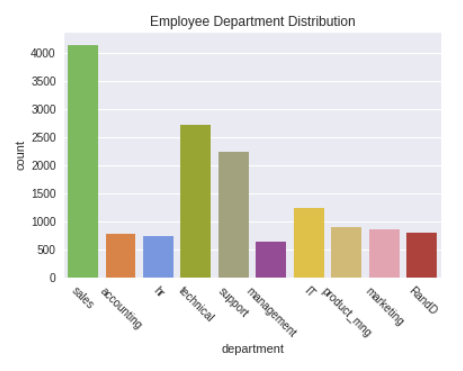 Employee Department Distribution
4000
3500
3000
2500
2000
1500
1000
500
0
count
sales
accounting
hr
technical
support
management
IT
product_mng
marketing
RandD
department